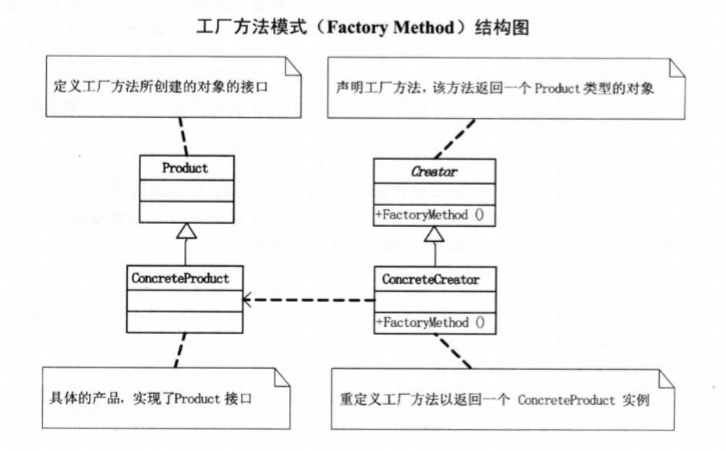 工厂方法模式（Factory Method）结构图
定义工厂方法所创建的对象的接口
声明工厂方法，该方法返回一个 Product 类型的对象
Product
Creator
+FactoryMethod ()
ConcreteProduct
ConcreteCreator
+FactoryMethod ()
具体的产品，实现了Product 接口
重定义工厂方法以返回一个 ConcreteProduct 实例